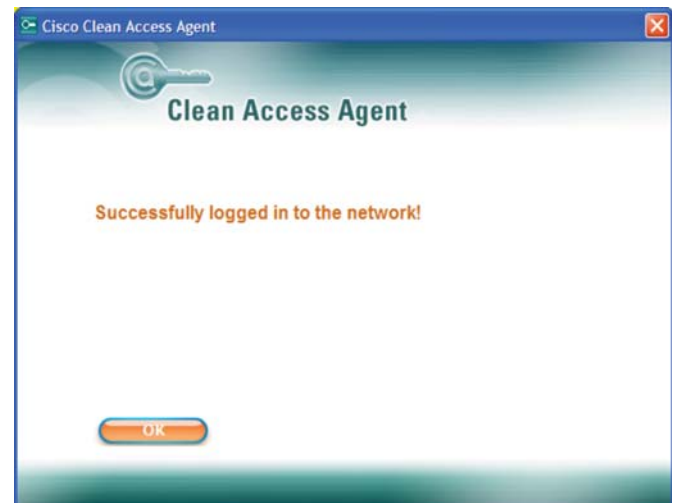 Cisco Clean Access Agent
Clean Access Agent
Successfully logged in to the network!
OK